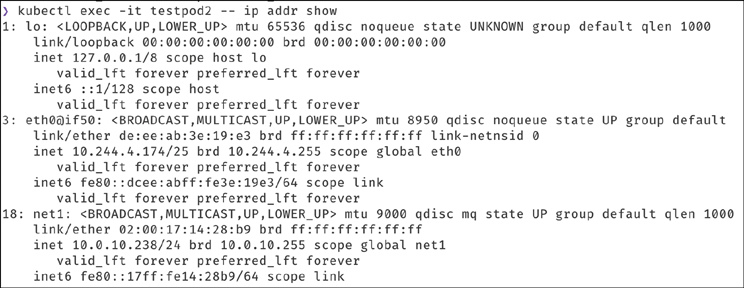 ❯ kubectl exec -it testpod2 -- ip addr show
1: lo: <LOOPBACK,UP,LOWER_UP> mtu 65536 qdisc noqueue state UNKNOWN group default qlen 1000
    link/loopback 00:00:00:00:00:00 brd 00:00:00:00:00:00
    inet 127.0.0.1/8 scope host lo
       valid_lft forever preferred_lft forever
    inet6 ::1/128 scope host
       valid_lft forever preferred_lft forever
3: eth0@if50: <BROADCAST,MULTICAST,UP,LOWER_UP> mtu 8950 qdisc noqueue state UP group default
    link/ether de:ee:ab:3e:19:e3 brd ff:ff:ff:ff:ff:ff link-netnsid 0
    inet 10.244.4.174/25 brd 10.244.4.255 scope global eth0
       valid_lft forever preferred_lft forever
    inet6 fe80::dcee:abff:fe3e:19e3/64 scope link
       valid_lft forever preferred_lft forever
18: net1: <BROADCAST,MULTICAST,UP,LOWER_UP> mtu 9000 qdisc mq state UP group default qlen 1000
    link/ether 02:00:17:14:28:b9 brd ff:ff:ff:ff:ff:ff
    inet 10.0.10.238/24 brd 10.0.10.255 scope global net1
       valid_lft forever preferred_lft forever
    inet6 fe80::17ff:fe14:28b9/64 scope link